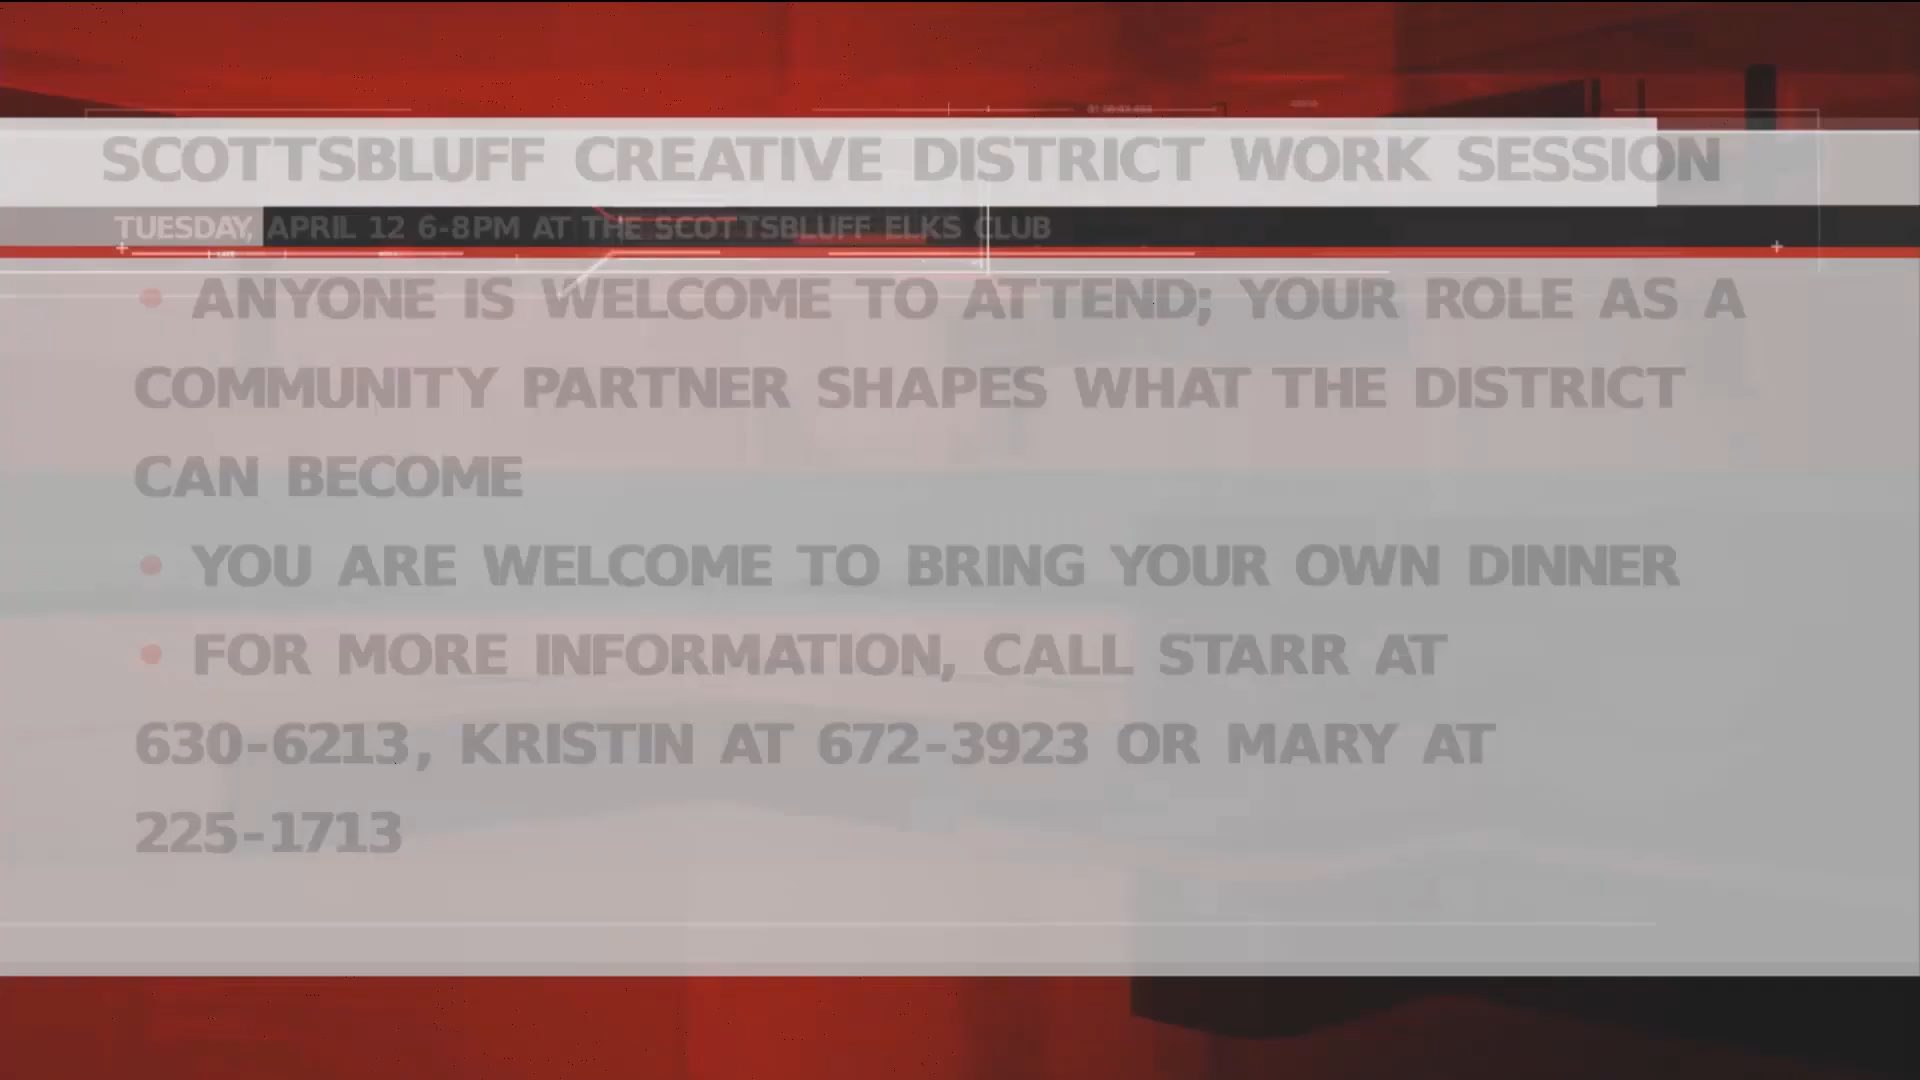 SCOTTSBLUFF CREATIVE DISTRICT WORK SESSION
TUESDAY, APRIL 12 6-8PM AT THE SCOTTSBLUFF ELKS CLUB
• ANYONE IS WELCOME TO ATTEND; YOUR ROLE AS A
COMMUNITY PARTNER SHAPES WHAT THE DISTRICT
CAN BECOME
• YOU ARE WELCOME TO BRING YOUR OWN DINNER
• FOR MORE INFORMATION, CALL STARR AT
630-6213, KRISTIN AT 672-3923 OR MARY AT
225-1713